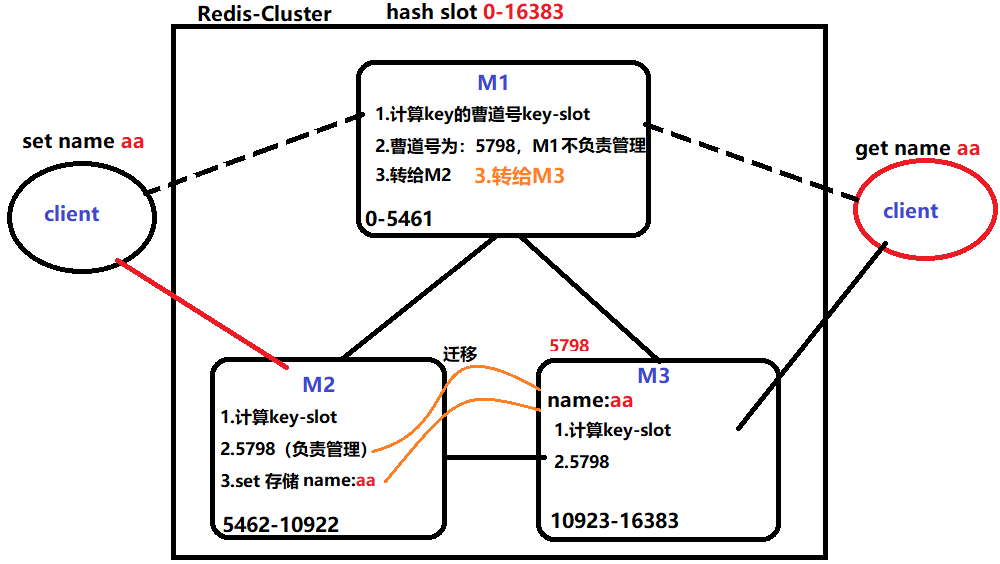 Redis-Cluster hash slot 0-16383
M1
1.计算key的曹道号key-slot
2.曹道号为：5798，M1不负责管理
3.转给M2 3.转给M3
0-5461
set name aa
client
get name aa
client
迁移
5798
M2
1.计算key-slot
2.5798（负责管理）
3.set 存储 name:aa
5462-10922
M3
name:aa
1.计算key-slot
2.5798
10923-16383